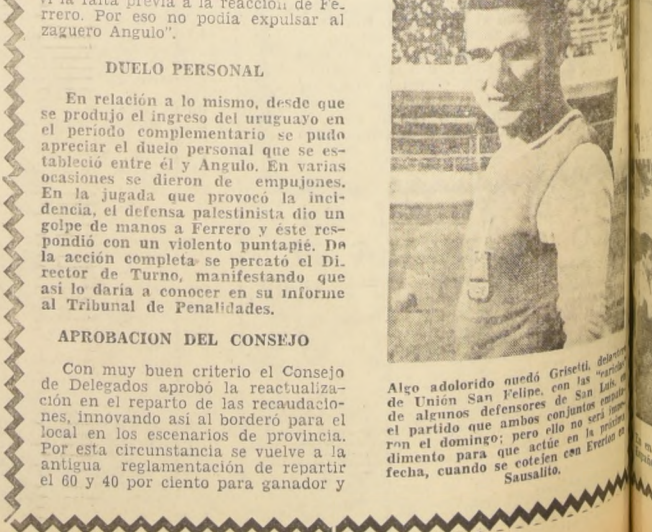 vi la falta previa a la reacción de Fe-
rrero. Por eso no podía expulsar al
zaguero Angulo".
DUELO PERSONAL
En relación a lo mismo, desde que
se produjo el ingreso del uruguayo en
el período complementario se pudo
apreciar el duelo personal que se es-
tableció entre él y Angulo. En varias
ocasiones se dieron de empujones.
En la jugada que provocó la inci-
dencia, el defensa palestinista dio un
golpe de manos a Ferrero y éste res-
pondió con un violento puntapié. De
la acción completa se percató el Di-
rector de Turno, manifestando que
así lo daría a conocer en su informe
al Tribunal de Penalidades.
APROBACION DEL CONSEJO
Con muy buen criterio el Consejo
de Delegados aprobó la reactualiza-
ción en el reparto de las recaudacio-
nes, innovando así al borderó para el
local en los escenarios de provincia.
Por esta circunstancia se vuelve a la
antigua reglamentación de repartir
el 60 y 40 por ciento para ganador y
Algo adolorido quedó Grisetti,
de Unión San Felipe, con las
de algunos defensores de San Luis, en
el partido que ambos conjuntos empata-
ron el domingo; pero ello no será impe-
dimento para que actúe en la próxima
fecha, cuando se cotejen con Everton en
Sausalito.